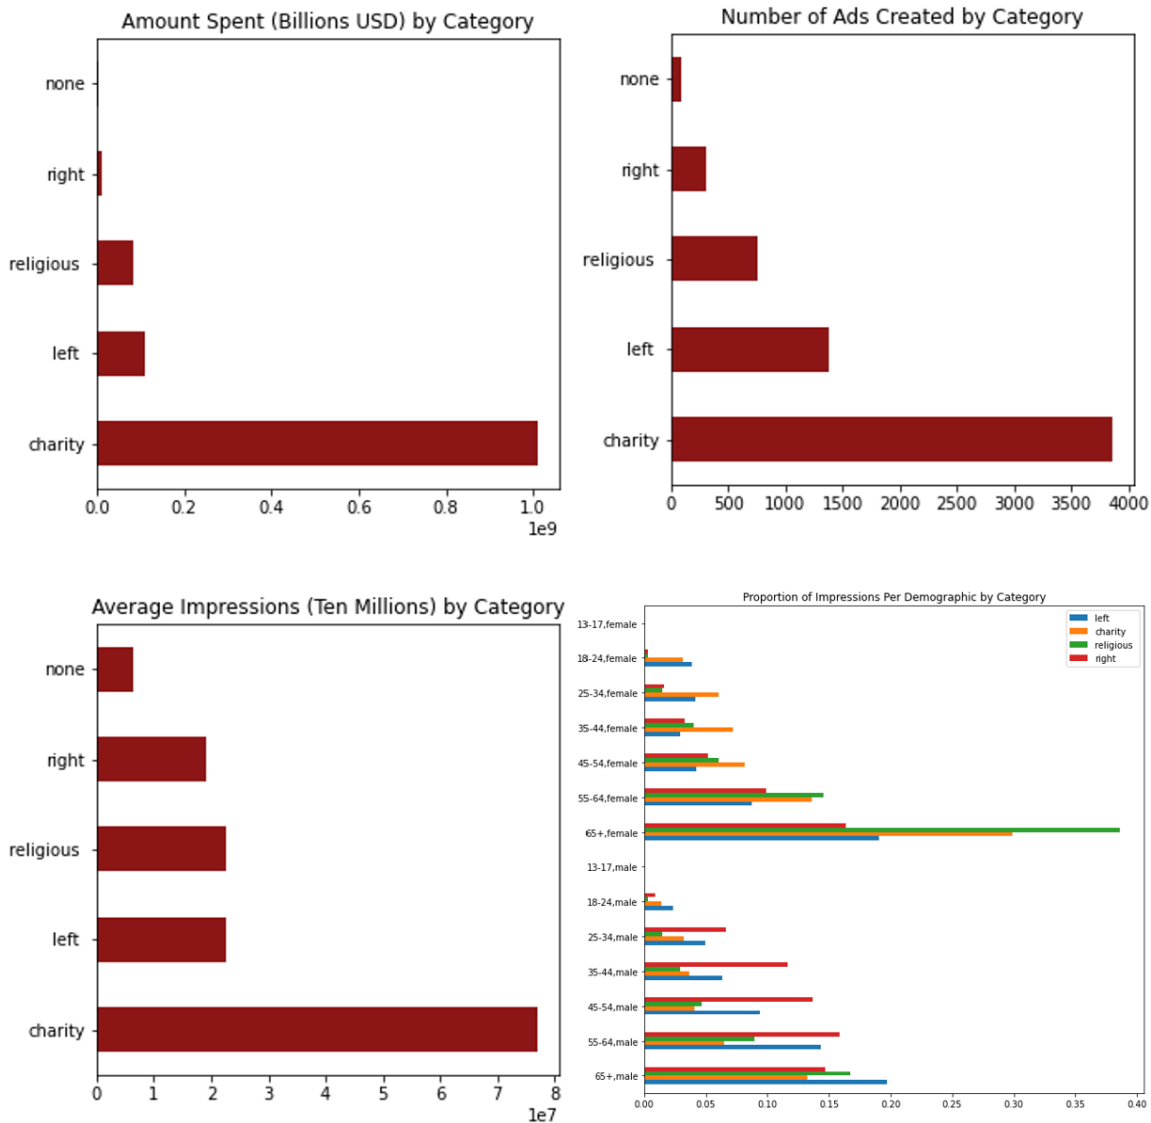 Amount Spent (Billions USD) by Category
none
right
religious
left
charity
0.0 0.2 0.4 0.6 0.8 1.0
1e9
Number of Ads Created by Category
none
right
religious
left
charity
0 500 1000 1500 2000 2500 3000 3500 4000
Average Impressions (Ten Millions) by Category
none
right
religious
left
charity
0 1 2 3 4 5 6 7 8
1e7
Proportion of Impressions Per Demographic by Category
left
charity
religious
right
13-17,female
18-24,female
25-34,female
35-44,female
45-54,female
55-64,female
65+,female
13-17,male
18-24,male
25-34,male
35-44,male
45-54,male
55-64,male
65+,male
0.00 0.05 0.10 0.15 0.20 0.25 0.30 0.35 0.40